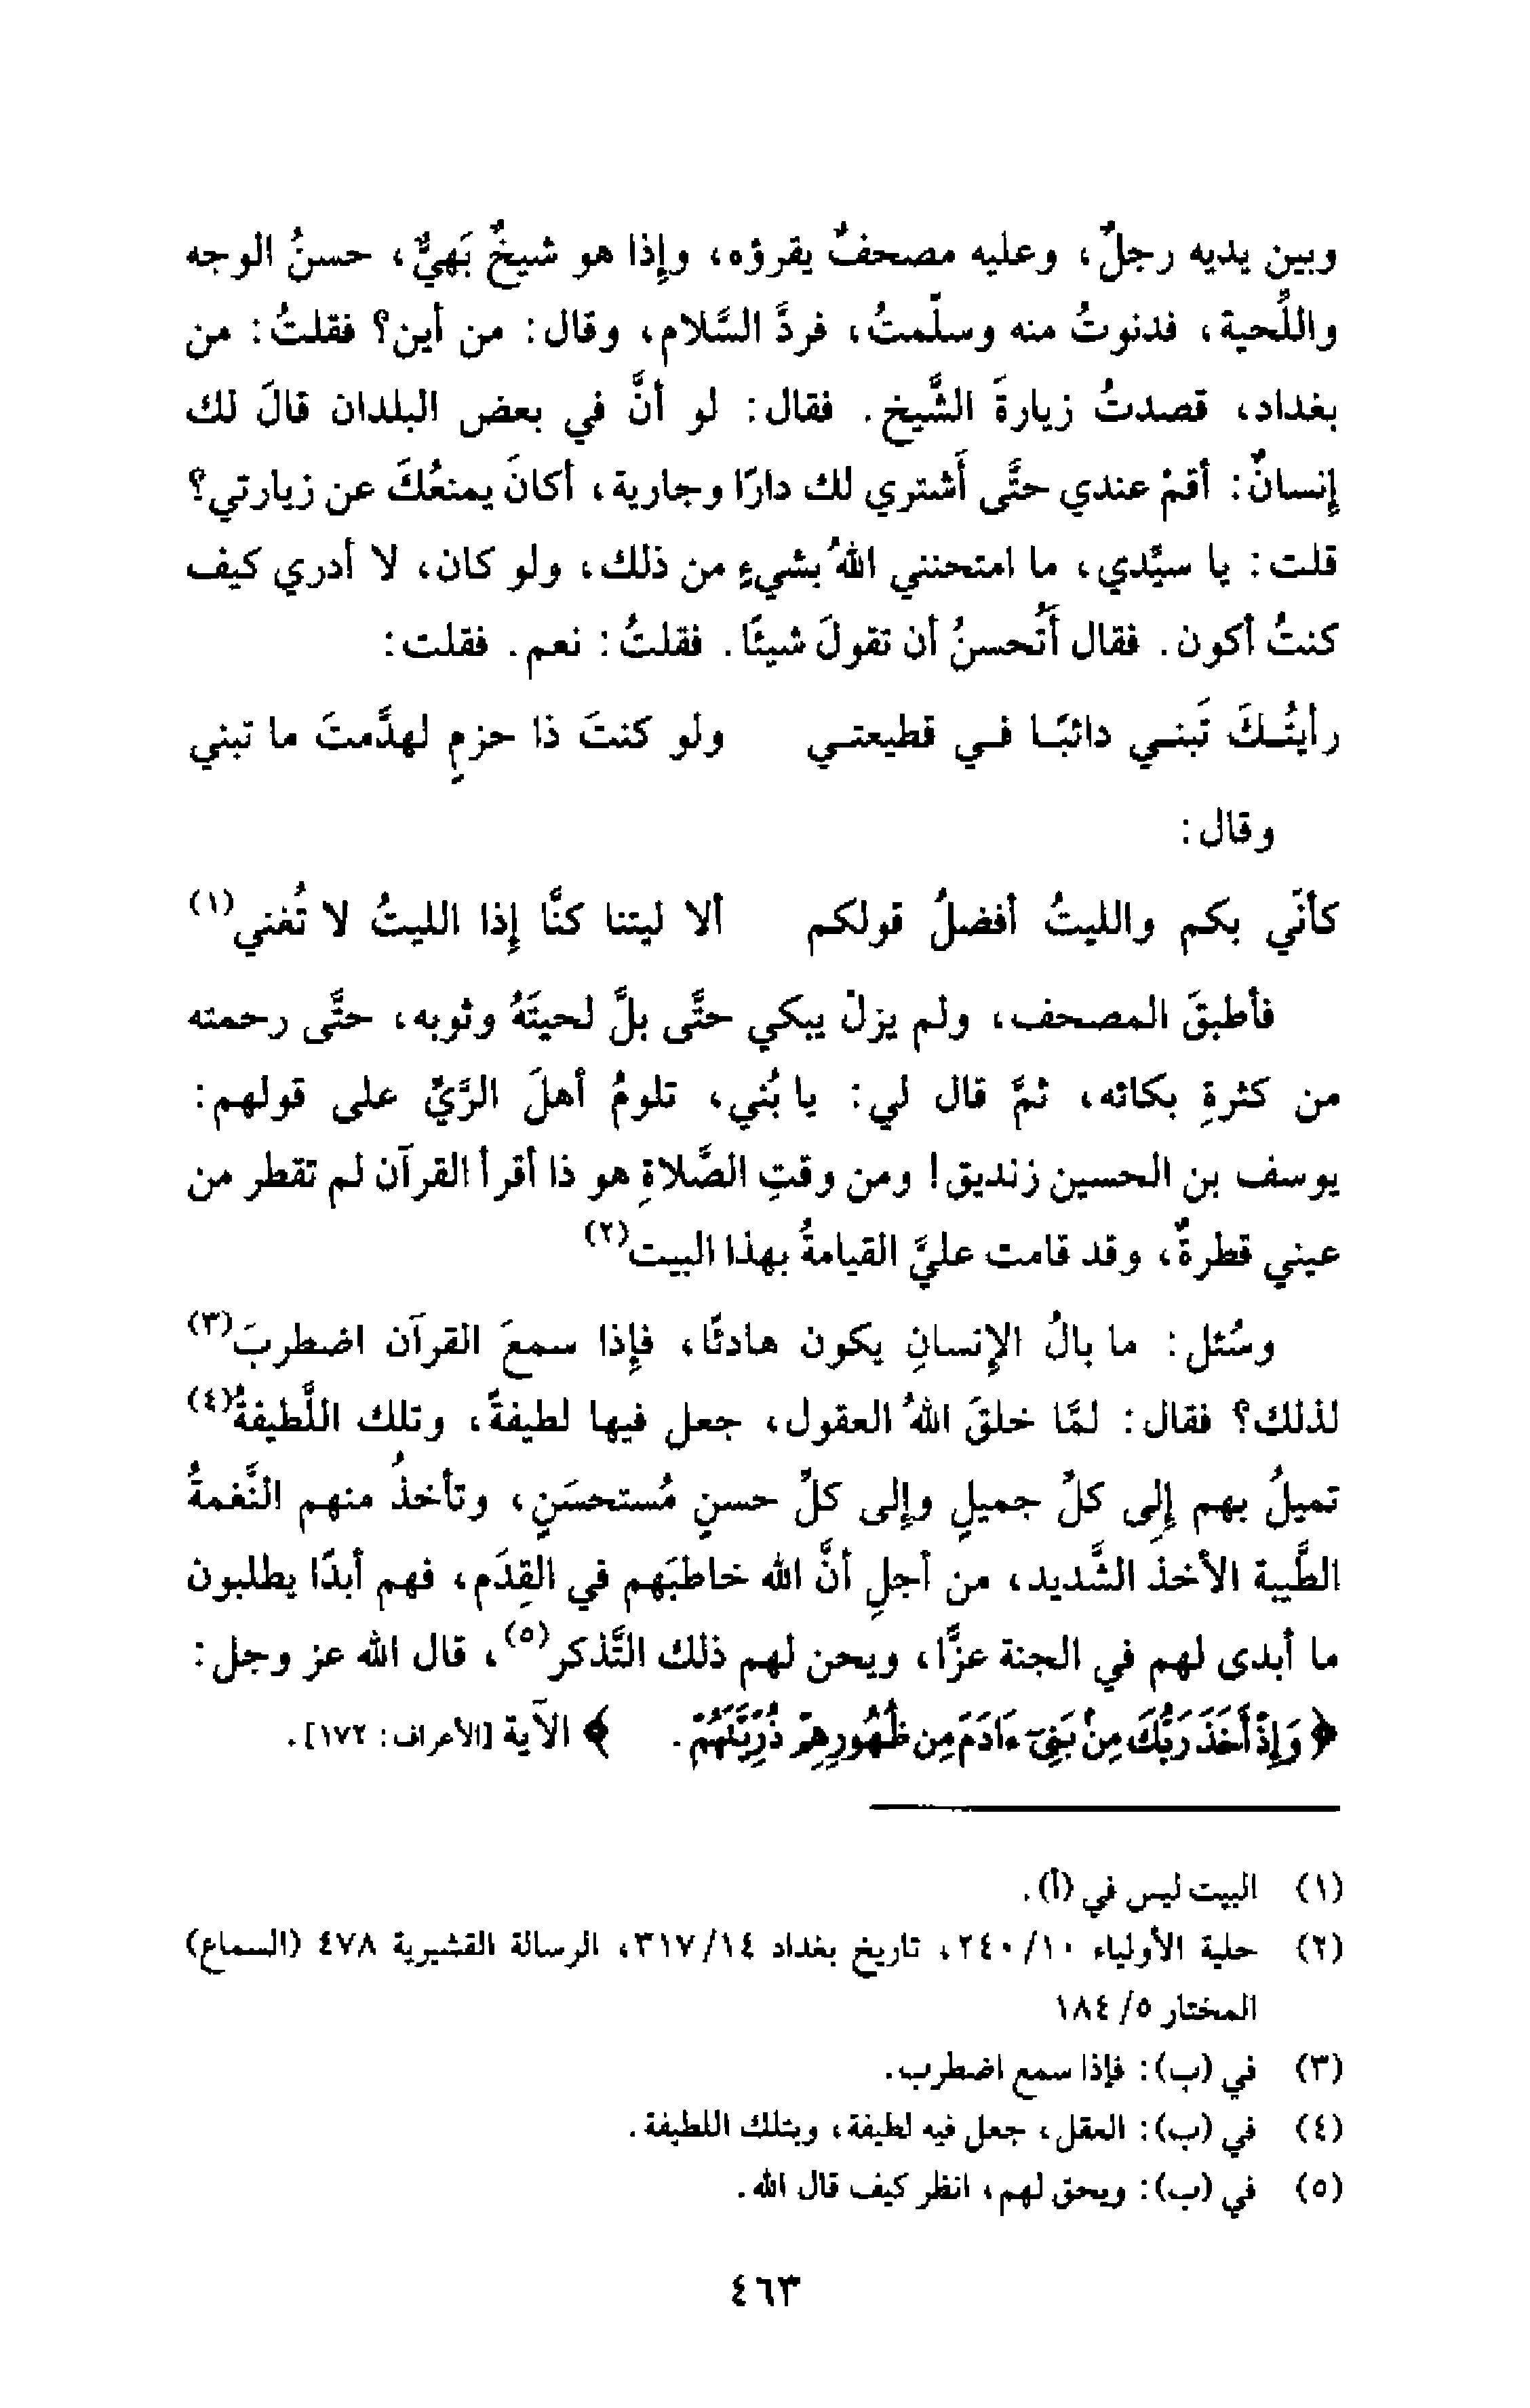 وبين يديه رجلٌ، وعليه مصحفٌ يقرؤه، وإذا هو شيخٌ بَهيٌّ، حسنُ الوجه
واللِّحية، فدنوتُ منه وسلّمتُ، فردَّ السَّلام، وقال: من أين؟ فقلتُ: من
بغداد، قصدتُ زيارةَ الشَّيخ. فقال: لو أنَّ في بعض البلدان قالَ لك
إنسانٌ: أقمْ عندي حتَّى أَشتري لك دارًا وجارية، أكانَ يمنعُكَ عن زيارتي؟
قلت: يا سيِّدي، ما امتحنني اللهُ بشيءٍ من ذلك، ولو كان، لا أدري كيف
كنتُ أكون. فقال أَتُحسنُ أن تقولَ شيئًا. فقلتُ: نعم. فقلت:
رأيتُكَ تَبني دائبًا في قطيعتي ولو كنتَ ذا حزمٍ لهدَّمتَ ما تبني
وقال:
كأنّي بكم والليتُ أفضلُ قولكم ألا ليتنا كنَّا إذا الليتُ لا تُغني(١)
فأطبقَ المصحف، ولم يزلْ يبكي حتَّى بلَّ لحيتَهُ وثوبه، حتَّى رحمته
من كثرةِ بكائه، ثمَّ قال لي: يا بُني، تلومُ أهلَ الرَّيِّ على قولهم:
يوسف بن الحسين زنديق! ومن وقتِ الصَّلاةِ هو ذا أقرأ القرآن لم تقطر من
عيني قطرةٌ، وقد قامت عليَّ القيامةُ بهذا البيت(٢)
وسُئل: ما بالُ الإنسانِ يكون هادئًا، فإذا سمعَ القرآن اضطربَ(٣)
لذلك؟ فقال: لمَّا خلقَ اللهُ العقول، جعل فيها لطيفةً، وتلك اللَّطيفةُ(٤)
تميلُ بهم إلى كلِّ جميلٍ وإلى كلِّ حسنٍ مُستحسَنٍ، وتأخذُ منهم النَّغمةُ
الطَّيبة الأخذَ الشَّديد، من أجلِ أنَّ الله خاطبَهم في القِدَم، فهم أبدًا يطلبون
ما أبدى لهم في الجنة عزًّا، ويحن لهم ذلك التَّذكر(٥)، قال الله عز وجل:
﴿وَإِذْ أَخَذَ رَبُّكَ مِنْ بَنِىٓ ءَادَمَ مِن ظُهُورِهِمْ ذُرِّيَّتَهُمْ. ﴾ الآية [الأعراف: ١٧٢].
(١) البيت ليس في (أ).
(٢) حلية الأولياء ١٠/ ٢٤٠، تاريخ بغداد ١٤/ ٣١٧، الرسالة القشيرية ٤٧٨ (السماع)
المختار ٥/ ١٨٤
(٣) في (ب): فإذا سمع اضطرب.
(٤) في (ب): العقل، جعل فيه لطيفة، وبتلك اللطيفة.
(٥) في (ب): ويحق لهم، انظر كيف قال الله.
٤٦٣